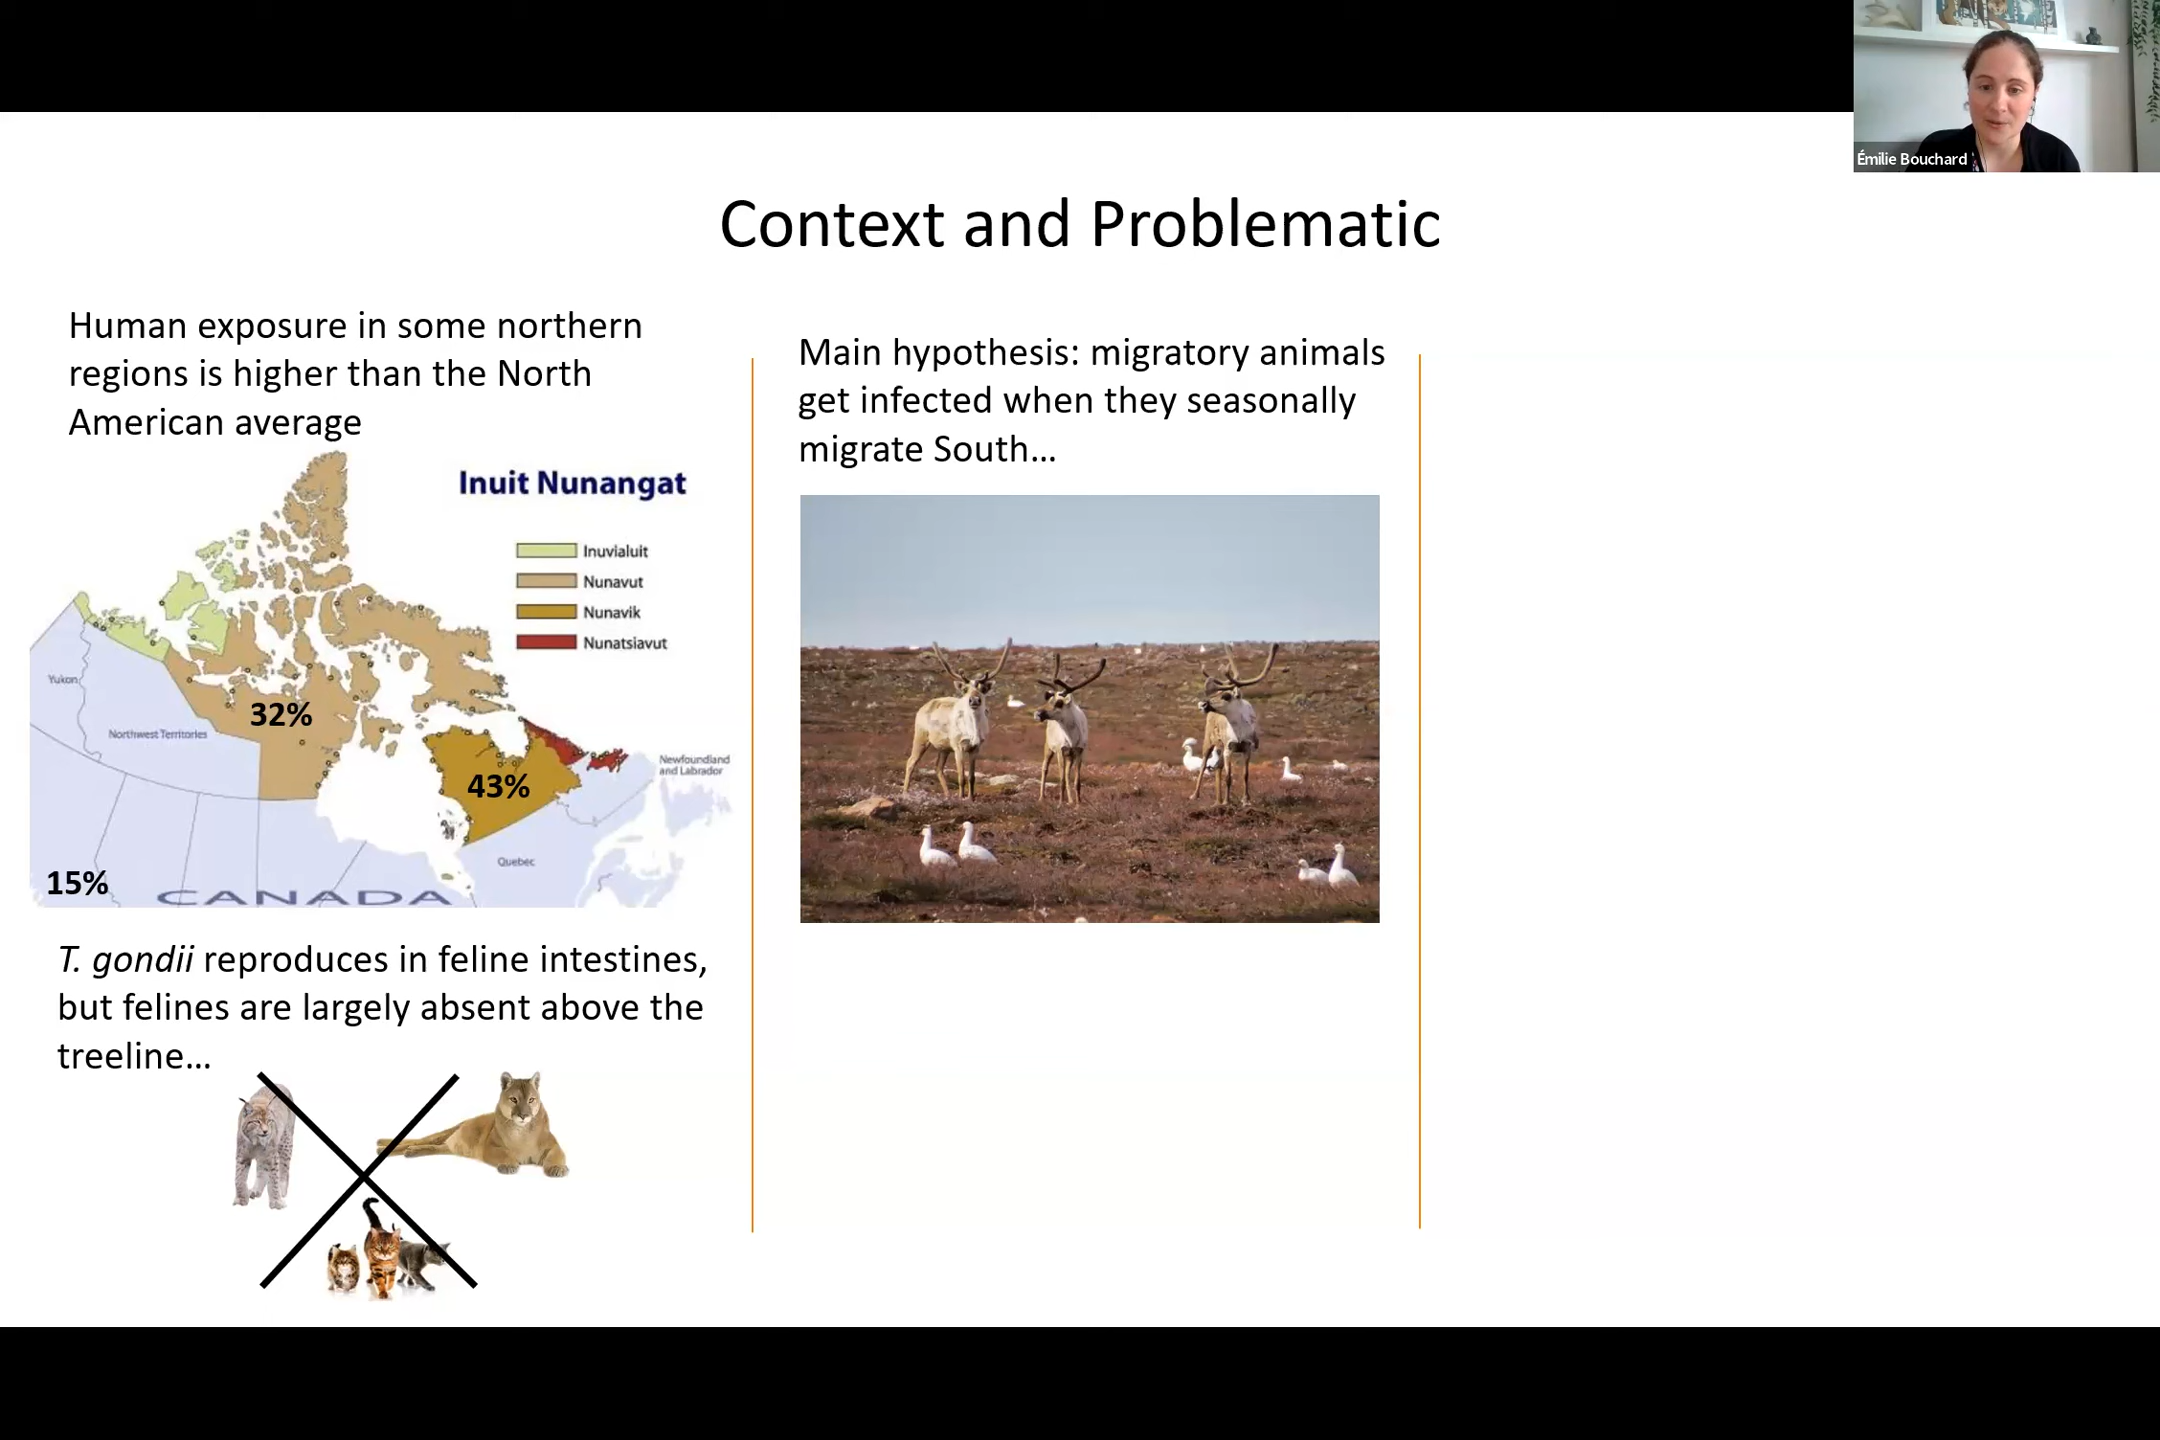 Émilie Bouchard
Context and Problematic
Human exposure in some northern
regions is higher than the North
American average
Inuit Nunangat
Inuvialuit
Nunavut
Nunavik
Nunatsiavut
Yukon
Northwest Territories
32%
43%
Newfoundland
and Labrador
Quebec
15%
CANADA
T. gondii reproduces in feline intestines,
but felines are largely absent above the
treeline…
Main hypothesis: migratory animals
get infected when they seasonally
migrate South…